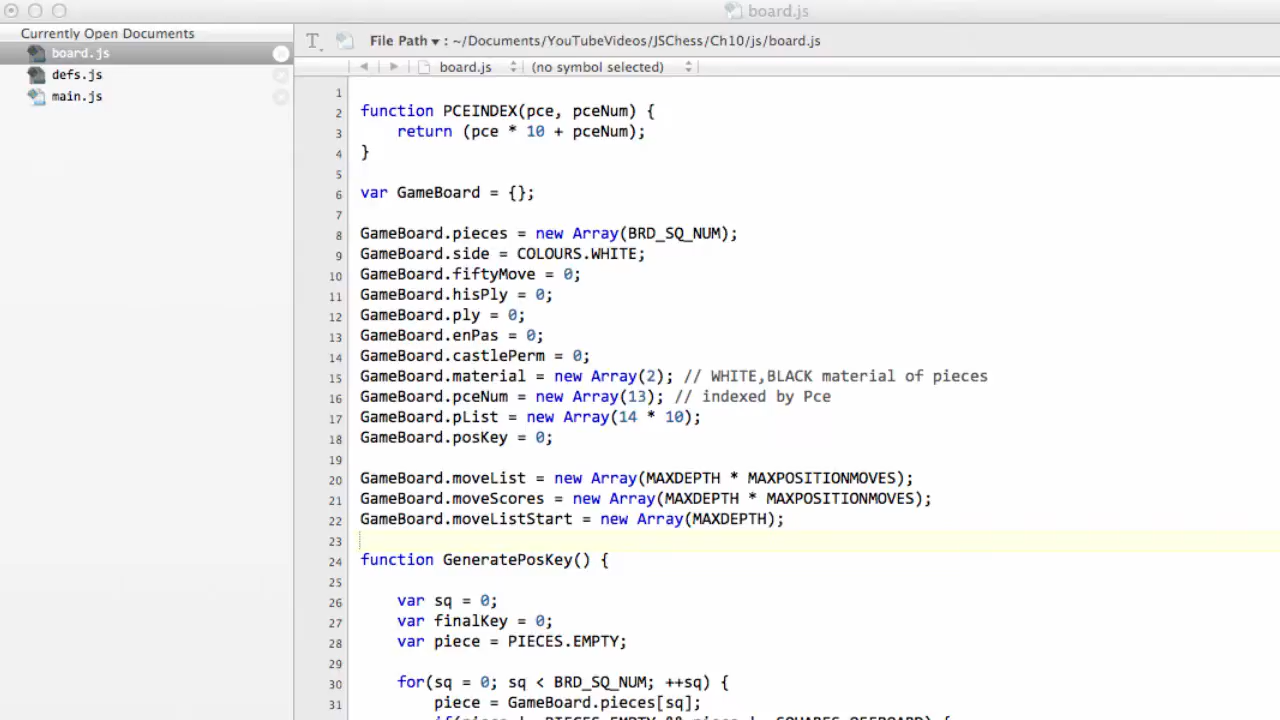 board.js
Currently Open Documents
board.js
defs.js
main.js
File Path ▾ : ~/Documents/YouTubeVideos/JSChess/Ch10/js/board.js
board.js (no symbol selected)
1
2 function PCEINDEX(pce, pceNum) {
3 return (pce * 10 + pceNum);
4 }
5
6 var GameBoard = {};
7
8 GameBoard.pieces = new Array(BRD_SQ_NUM);
9 GameBoard.side = COLOURS.WHITE;
10 GameBoard.fiftyMove = 0;
11 GameBoard.hisPly = 0;
12 GameBoard.ply = 0;
13 GameBoard.enPas = 0;
14 GameBoard.castlePerm = 0;
15 GameBoard.material = new Array(2); // WHITE,BLACK material of pieces
16 GameBoard.pceNum = new Array(13); // indexed by Pce
17 GameBoard.pList = new Array(14 * 10);
18 GameBoard.posKey = 0;
19
20 GameBoard.moveList = new Array(MAXDEPTH * MAXPOSITIONMOVES);
21 GameBoard.moveScores = new Array(MAXDEPTH * MAXPOSITIONMOVES);
22 GameBoard.moveListStart = new Array(MAXDEPTH);
23
24 function GeneratePosKey() {
25
26 var sq = 0;
27 var finalKey = 0;
28 var piece = PIECES.EMPTY;
29
30 for(sq = 0; sq < BRD_SQ_NUM; ++sq) {
31 piece = GameBoard.pieces[sq];